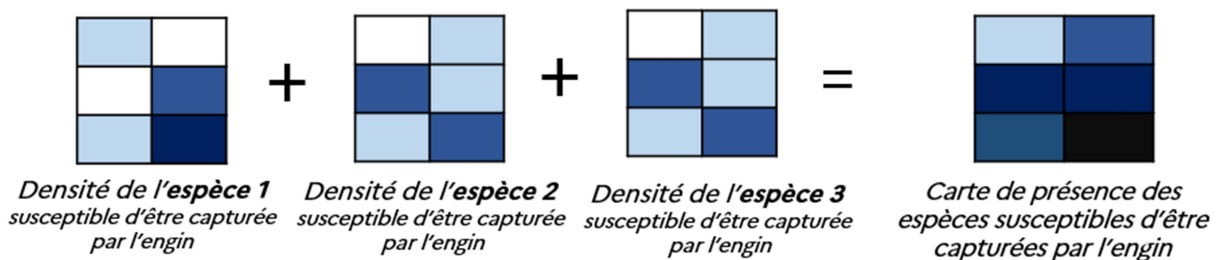 + + =
Densité de l'espèce 1
susceptible d'être capturée
par l'engin
Densité de l'espèce 2
susceptible d'être capturée
par l'engin
Densité de l'espèce 3
susceptible d'être capturée
par l'engin
Carte de présence des
espèces susceptibles d'être
capturées par l'engin